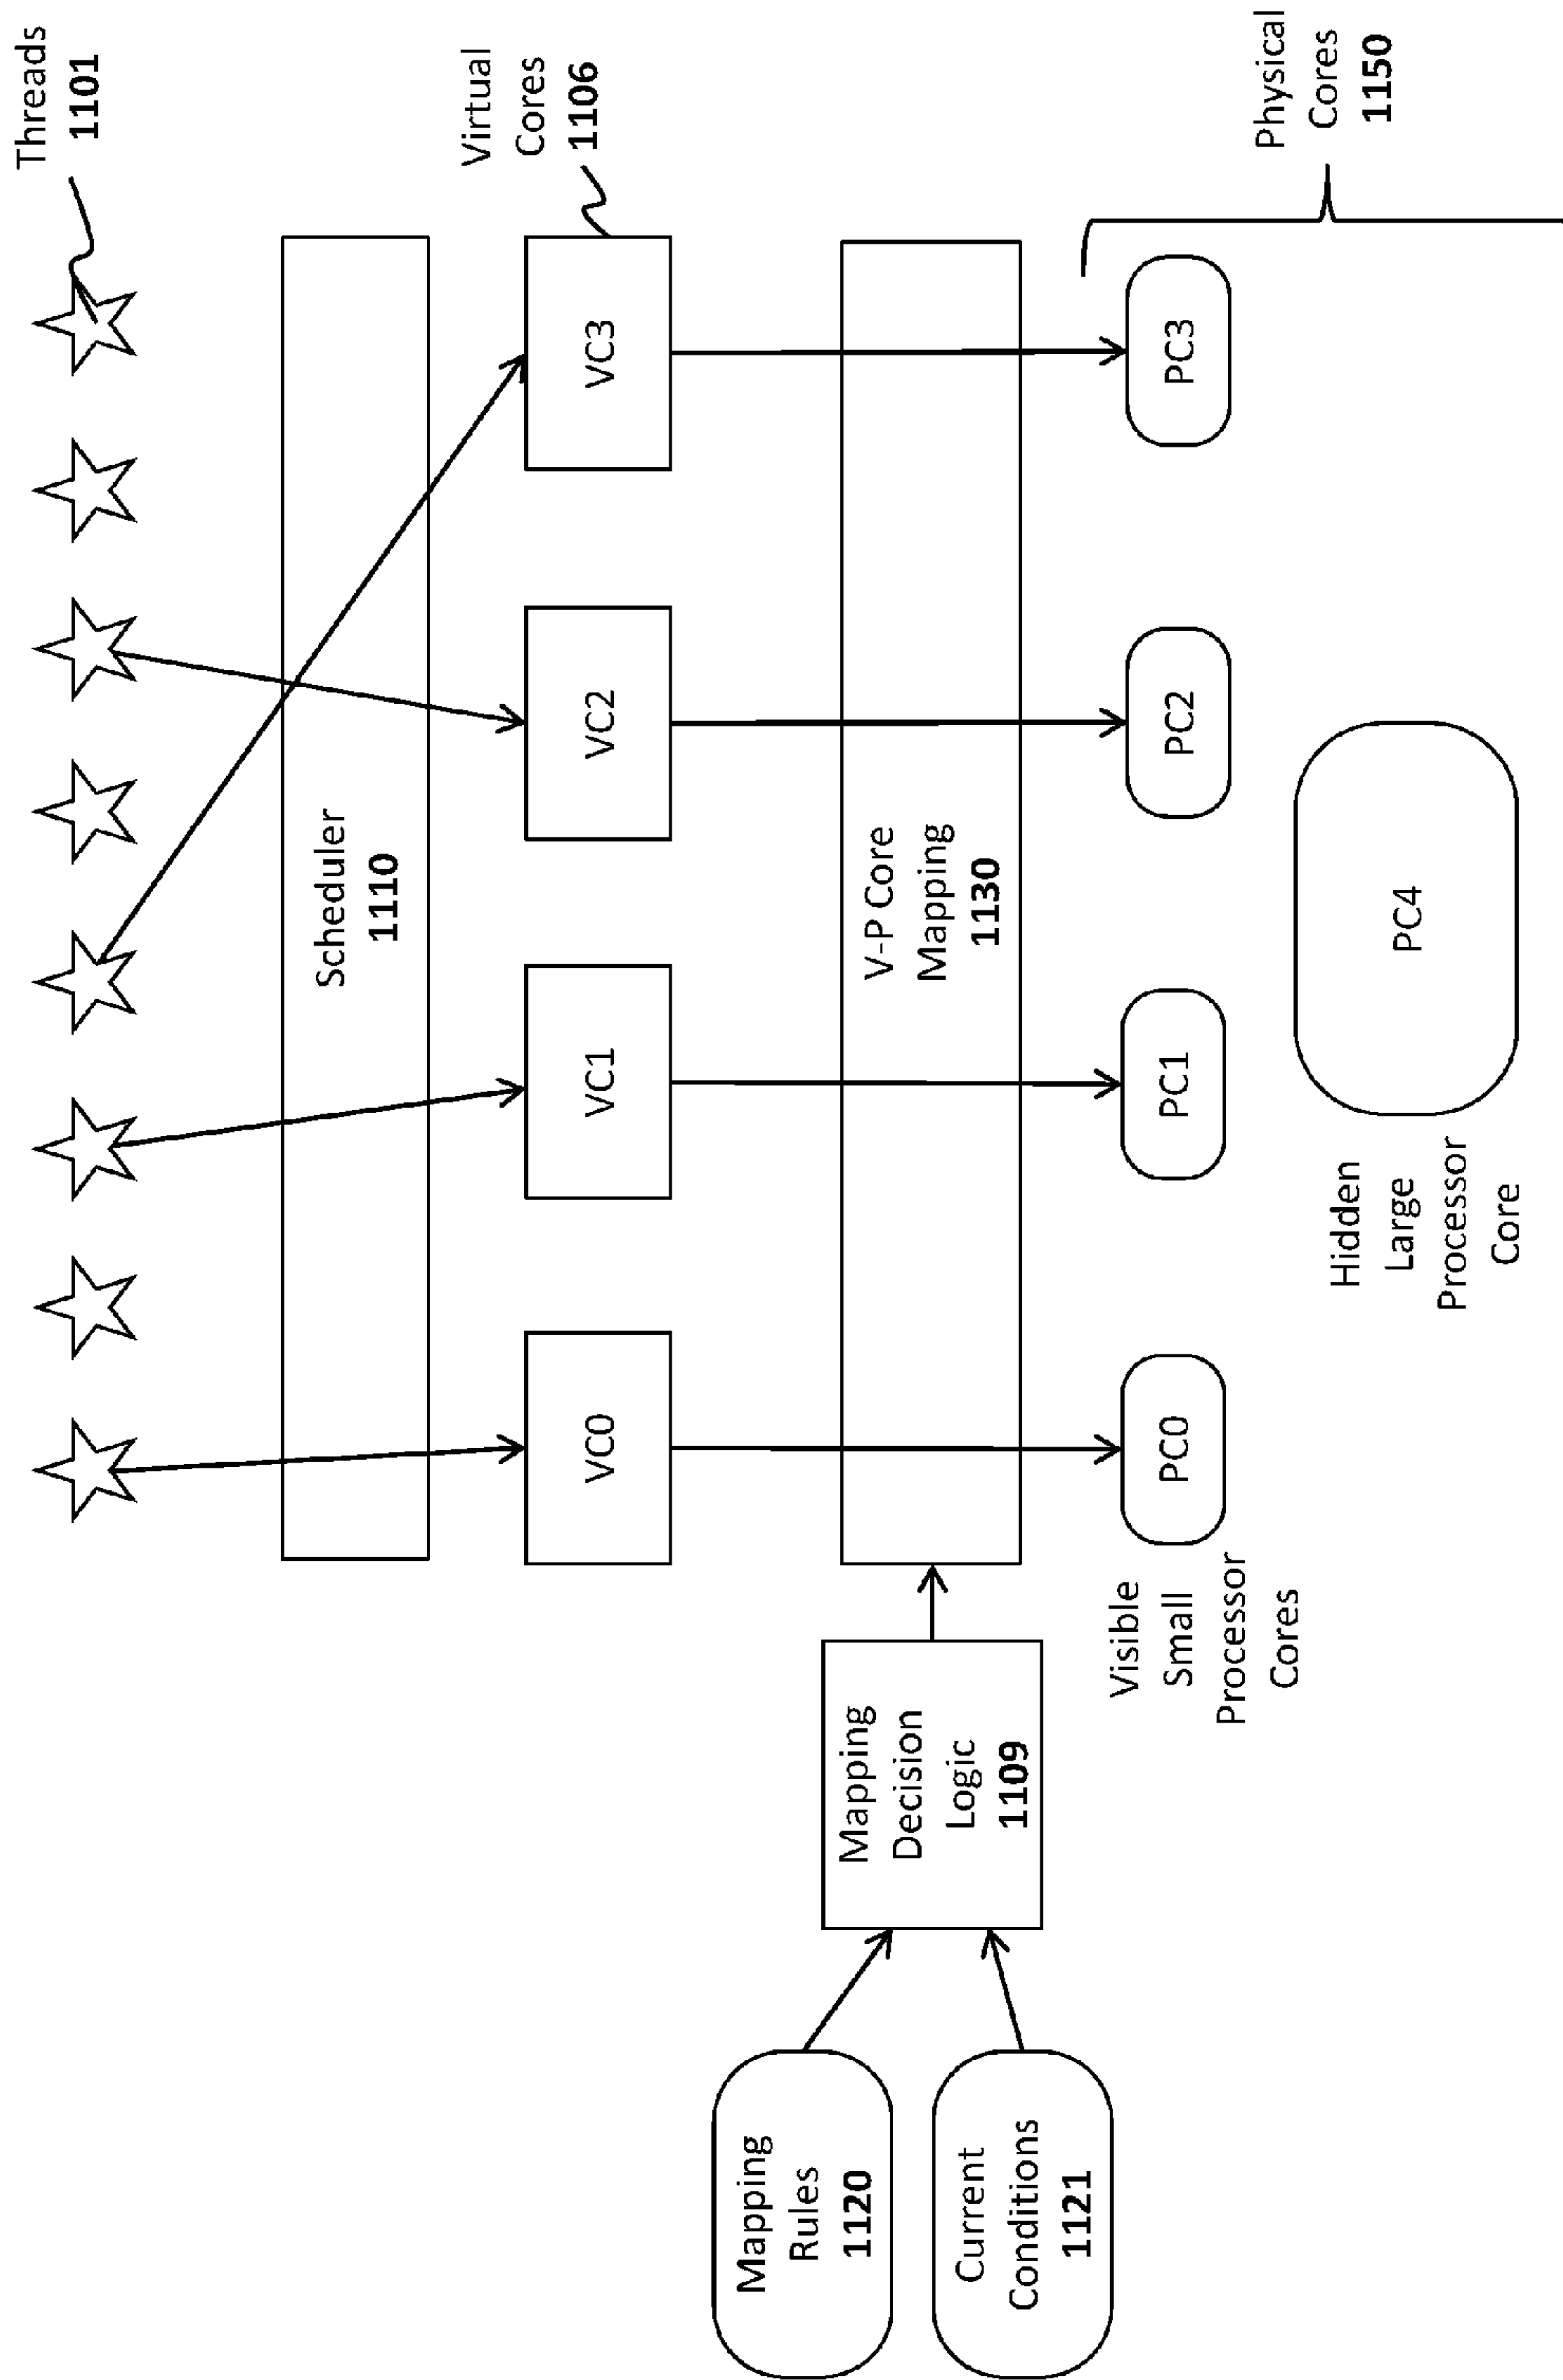 Threads
1101
Scheduler
1110
Virtual
Cores
1106
VC0
VC1
VC2
VC3
Mapping
Rules
1120
Current
Conditions
1121
Mapping
Decision
Logic
1109
V-P Core
Mapping
1130
Physical
Cores
1150
PC0
PC1
PC2
PC3
Visible
Small
Processor
Cores
Hidden
Large
Processor
Core
PC4